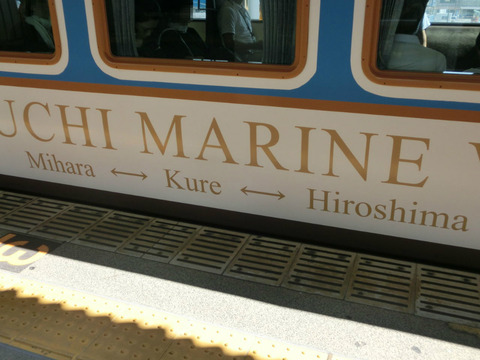 UCHI MARINE
Mihara ↔ Kure ↔ Hiroshima